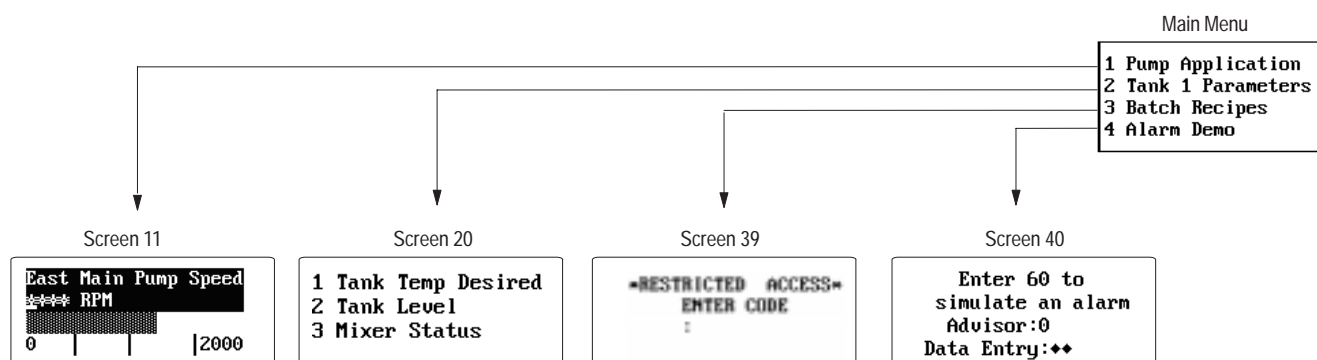 Main Menu
1 Pump Application
2 Tank 1 Parameters
3 Batch Recipes
4 Alarm Demo
Screen 11
East Main Pump Speed
**** RPM
0 2000
Screen 20
1 Tank Temp Desired
2 Tank Level
3 Mixer Status
Screen 39
*RESTRICTED ACCESS*
ENTER CODE
:
Screen 40
Enter 60 to
simulate an alarm
Advisor:0
Data Entry:♦♦